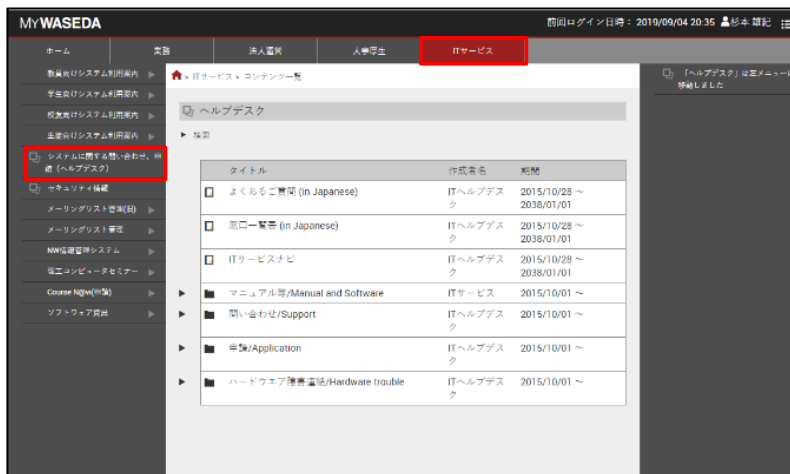 MYWASEDA
前回ログイン日時： 2019/09/04 20:35 杉本 雄紀
ホーム 実務 法人運営 入学学生 ITサービス
教員向けシステム利用案内
学生向けシステム利用案内
校友向けシステム利用案内
生徒向けシステム利用案内
システムに関する問い合わせ、申
請（ヘルプデスク）
セキュリティ情報
メーリングリスト管理(旧)
メーリングリスト管理
NW情報管理システム
理工コンピュータセミナー
Course N@vi(申請)
ソフトウェア貸出
> ITサービス > コンテンツ一覧
ヘルプデスク
検索
タイトル 作成者名 期間
よくあるご質問 (in Japanese) ITヘルプデス
ク 2015/10/28 ～
2038/01/01
窓口一覧表 (in Japanese) ITヘルプデス
ク 2015/10/28 ～
2038/01/01
ITサービスナビ ITヘルプデス
ク 2015/10/28 ～
2038/01/01
マニュアル等/Manual and Software ITサービス 2015/10/01 ～
問い合わせ/Support ITヘルプデス
ク 2015/10/01 ～
申請/Application ITヘルプデス
ク 2015/10/01 ～
ハードウエア障害連絡/Hardware trouble ITヘルプデス
ク 2015/10/01 ～
「ヘルプデスク」は左メニューに
移動しました